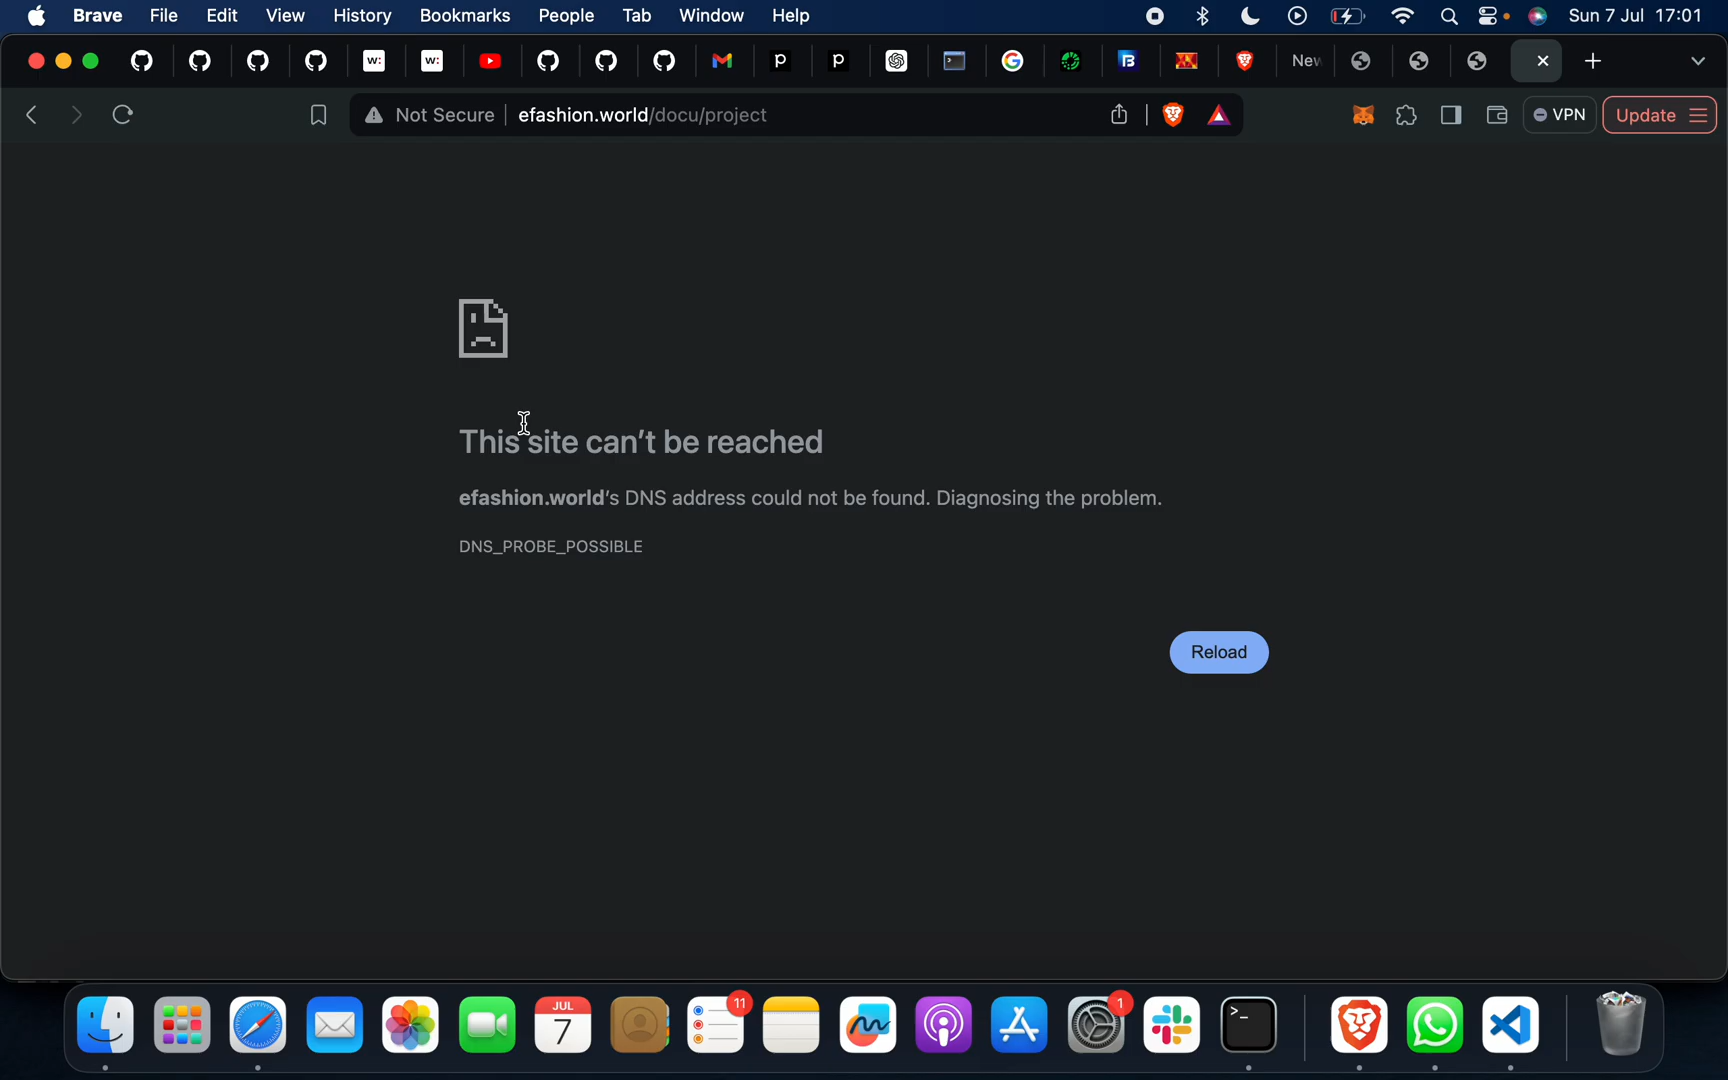 Brave File Edit View History Bookmarks People Tab Window Help Sun 7 Jul 17:01
w: w: p p New
Not Secure efashion.world/docu/project VPN Update
This site can't be reached
efashion.world's DNS address could not be found. Diagnosing the problem.
DNS_PROBE_POSSIBLE
Reload
JUL
7
11
1
>_